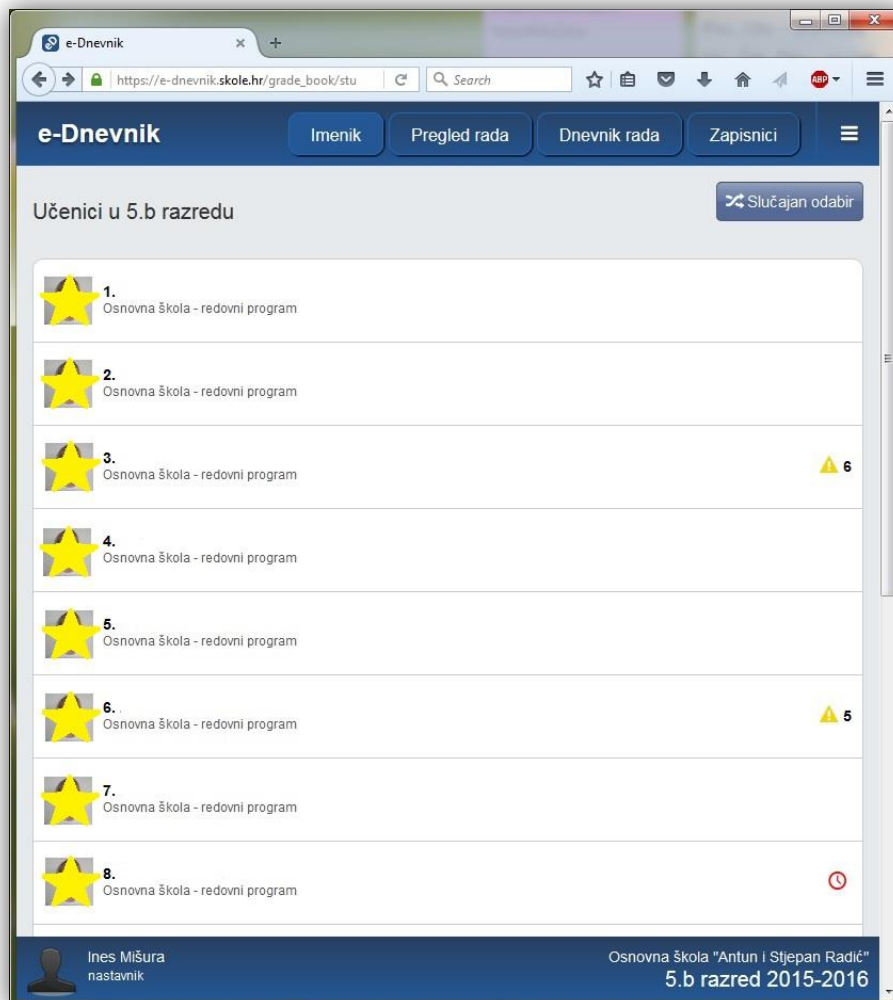 e-Dnevnik
https://e-dnevnik.skole.hr/grade_book/stu
Search
ABP
e-Dnevnik
Imenik
Pregled rada
Dnevnik rada
Zapisnici
Učenici u 5.b razredu
Slučajan odabir
1.
Osnovna škola - redovni program
2.
Osnovna škola - redovni program
3.
Osnovna škola - redovni program
6
4.
Osnovna škola - redovni program
5.
Osnovna škola - redovni program
6.
Osnovna škola - redovni program
5
7.
Osnovna škola - redovni program
8.
Osnovna škola - redovni program
Ines Mišura
nastavnik
Osnovna škola "Antun i Stjepan Radić"
5.b razred 2015-2016